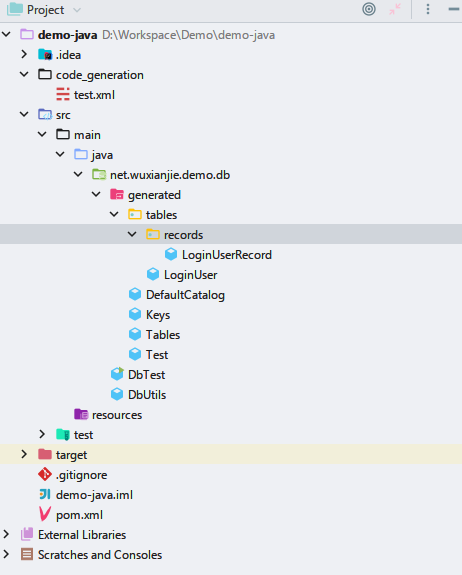 Project
demo-java D:\Workspace\Demo\demo-java
.idea
code_generation
test.xml
src
main
java
net.wuxianjie.demo.db
generated
tables
records
LoginUserRecord
LoginUser
DefaultCatalog
Keys
Tables
Test
DbTest
DbUtils
resources
test
target
.gitignore
demo-java.iml
pom.xml
External Libraries
Scratches and Consoles